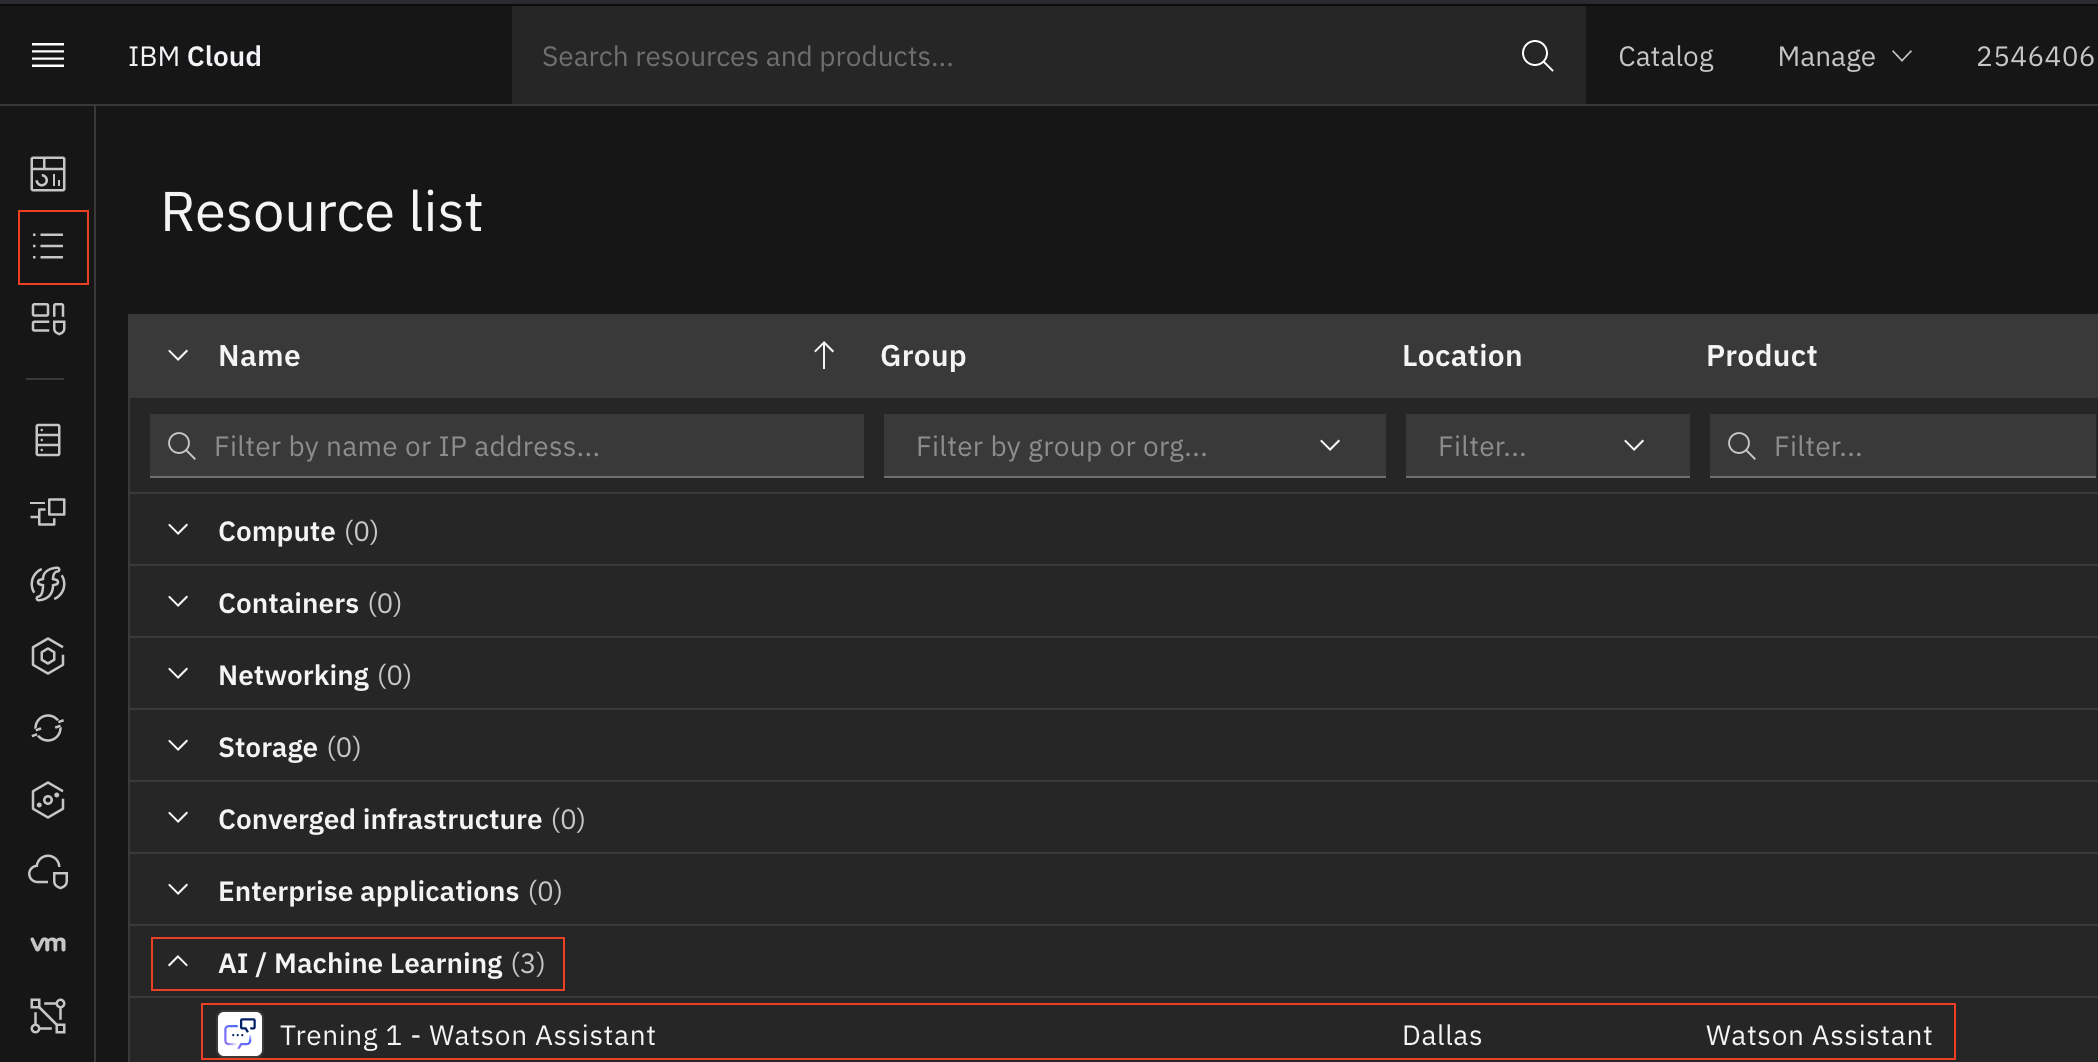 IBM Cloud
Search resources and products...
Catalog
Manage
2546406
Resource list
Name
Group
Location
Product
Filter by name or IP address...
Filter by group or org...
Filter...
Filter...
Compute (0)
Containers (0)
Networking (0)
Storage (0)
Converged infrastructure (0)
Enterprise applications (0)
vm
AI / Machine Learning (3)
Trening 1 - Watson Assistant
Dallas
Watson Assistant